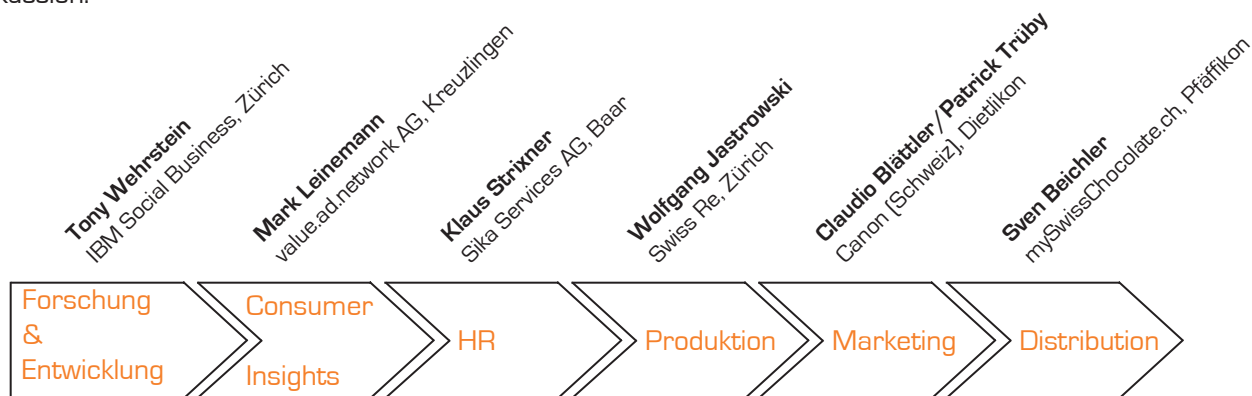 Tony Wehrstein
IBM Social Business, Zürich
Mark Leinemann
value.ad.network AG, Kreuzlingen
Klaus Strixner
Sika Services AG, Baar
Wolfgang Jastrowski
Swiss Re, Zürich
Claudio Blättler/Patrick Trüby
Canon (Schweiz), Dietlikon
Sven Beichler
mySwissChocolate.ch, Pfäffikon
Forschung
&
Entwicklung
Consumer
Insights
HR
Produktion
Marketing
Distribution